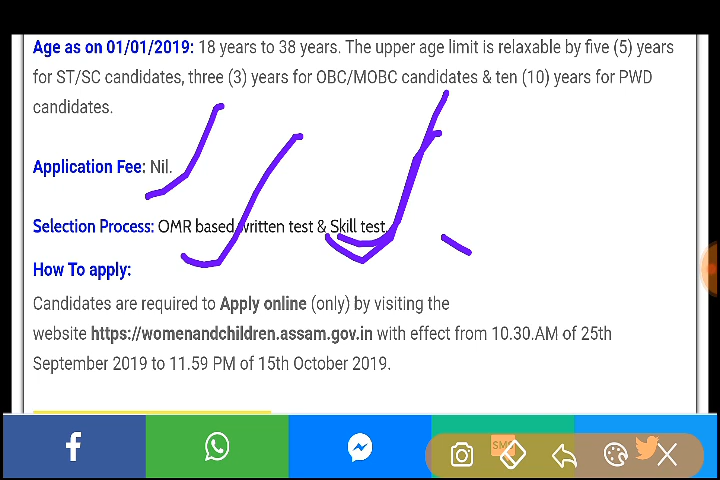 Age as on 01/01/2019: 18 years to 38 years. The upper age limit is relaxable by five (5) years
for ST/SC candidates, three (3) years for OBC/MOBC candidates & ten (10) years for PWD
candidates.
Application Fee: Nil.
Selection Process: OMR based written test & Skill test.
How To apply:
Candidates are required to Apply online (only) by visiting the
website https://womenandchildren.assam.gov.in with effect from 10.30.AM of 25th
September 2019 to 11.59 PM of 15th October 2019.
SMS